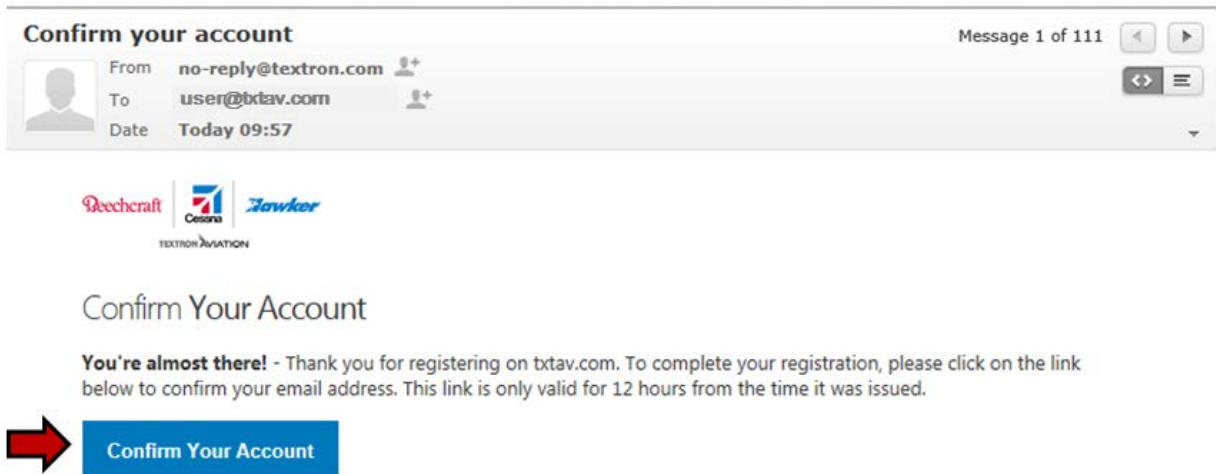 Confirm your account
Message 1 of 111
From no-reply@textron.com
To user@txtav.com
Date Today 09:57
Beechcraft Cessna Hawker
TEXTRON AVIATION
Confirm Your Account
You're almost there! - Thank you for registering on txtav.com. To complete your registration, please click on the link
below to confirm your email address. This link is only valid for 12 hours from the time it was issued.
Confirm Your Account